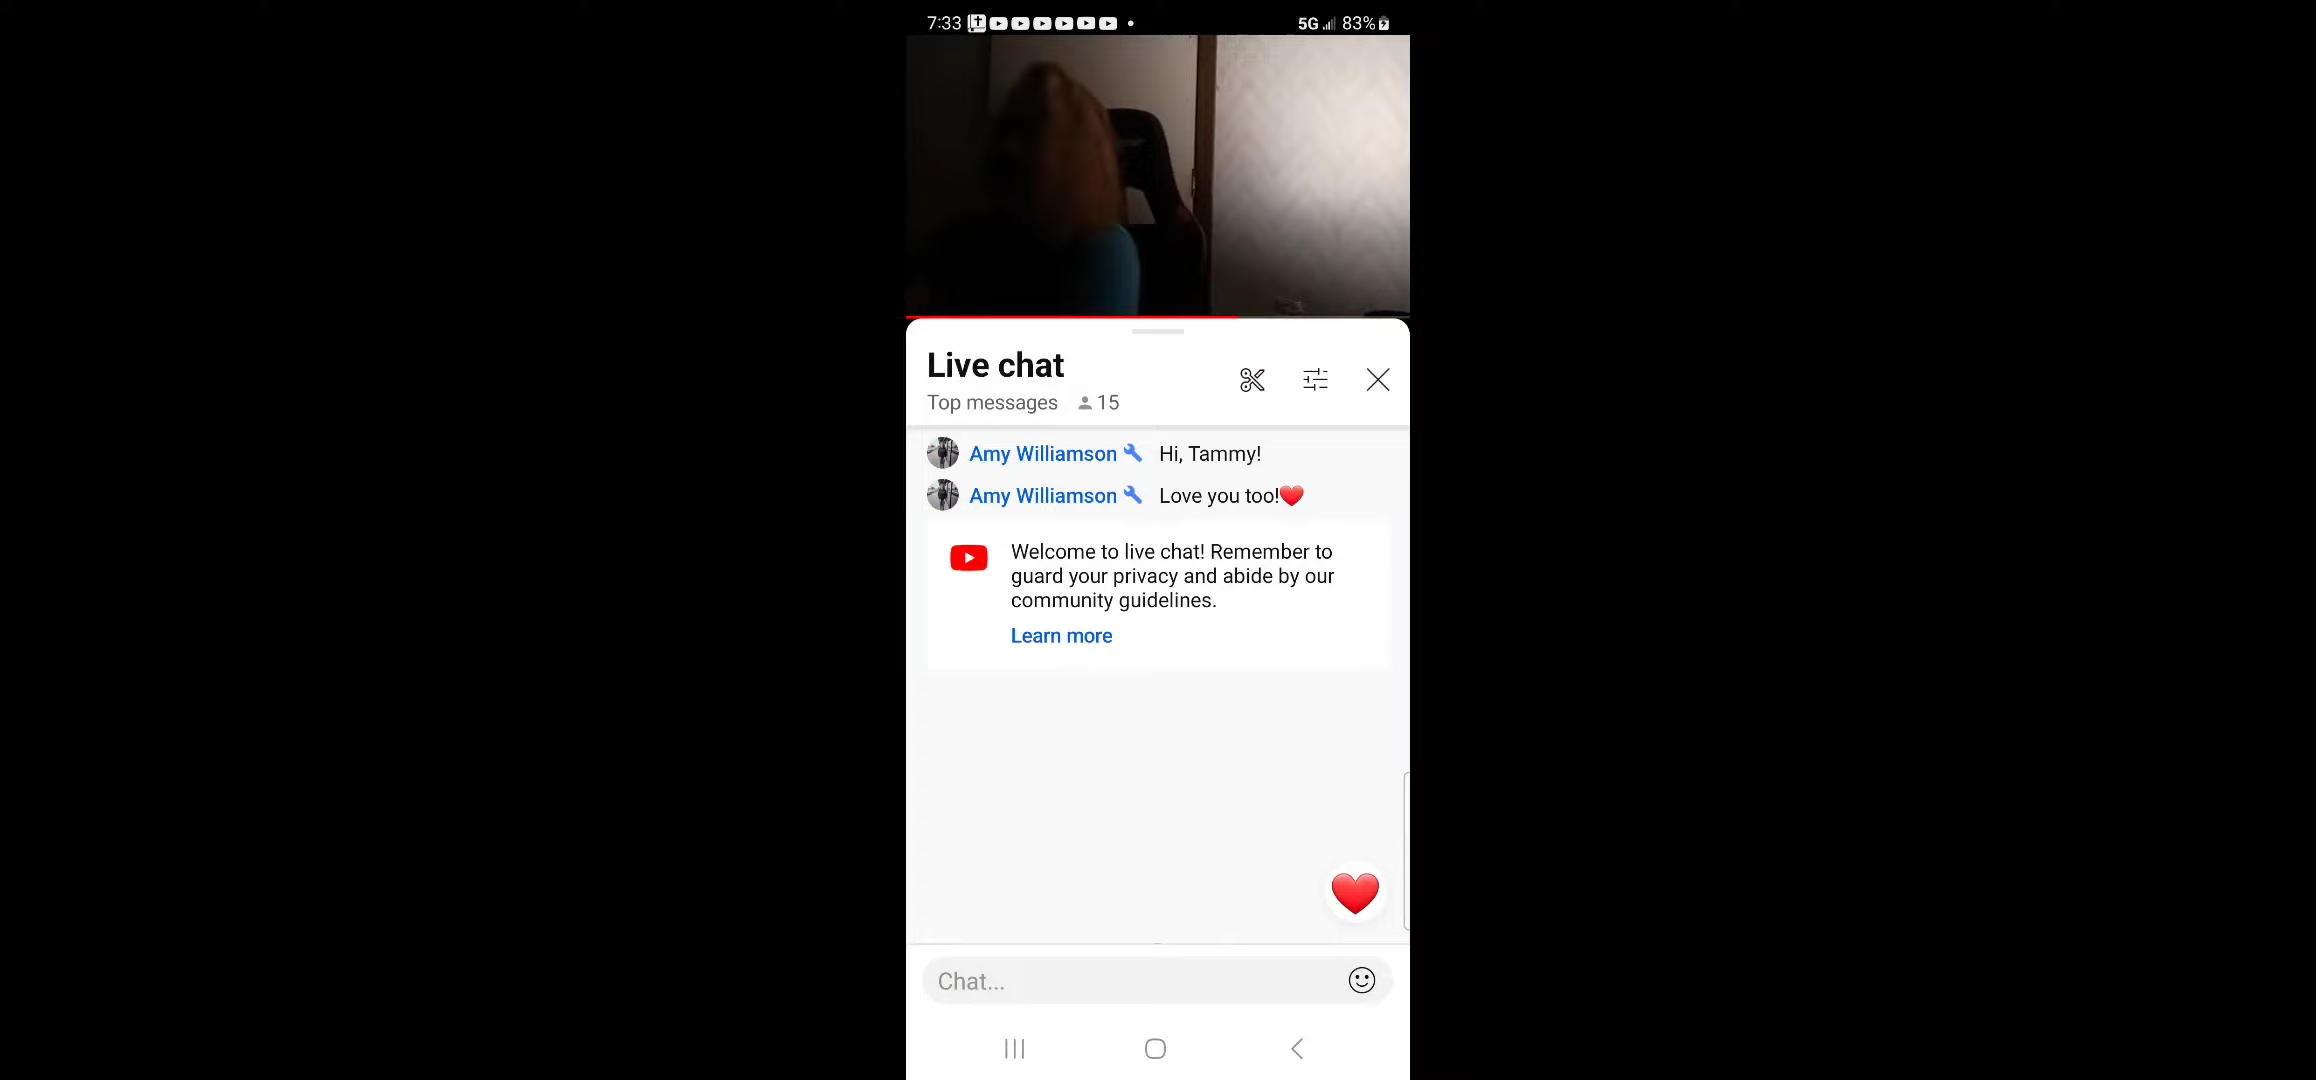 7:33 5G 83%
Live chat
Top messages 15
Amy Williamson Hi, Tammy!
Amy Williamson Love you too!❤️
Welcome to live chat! Remember to
guard your privacy and abide by our
community guidelines.
Learn more
Chat...